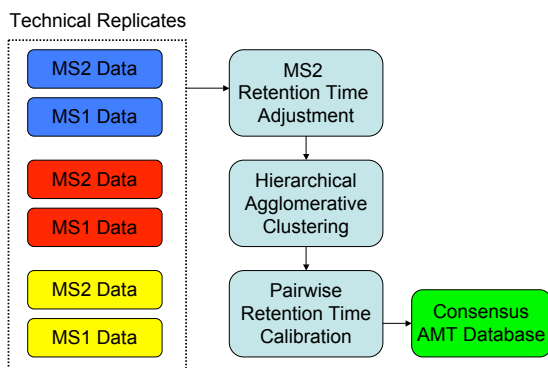 Technical Replicates
MS2 Data
MS1 Data
MS2 Data
MS1 Data
MS2 Data
MS1 Data
MS2
Retention Time
Adjustment
Hierarchical
Agglomerative
Clustering
Pairwise
Retention Time
Calibration
Consensus
AMT Database